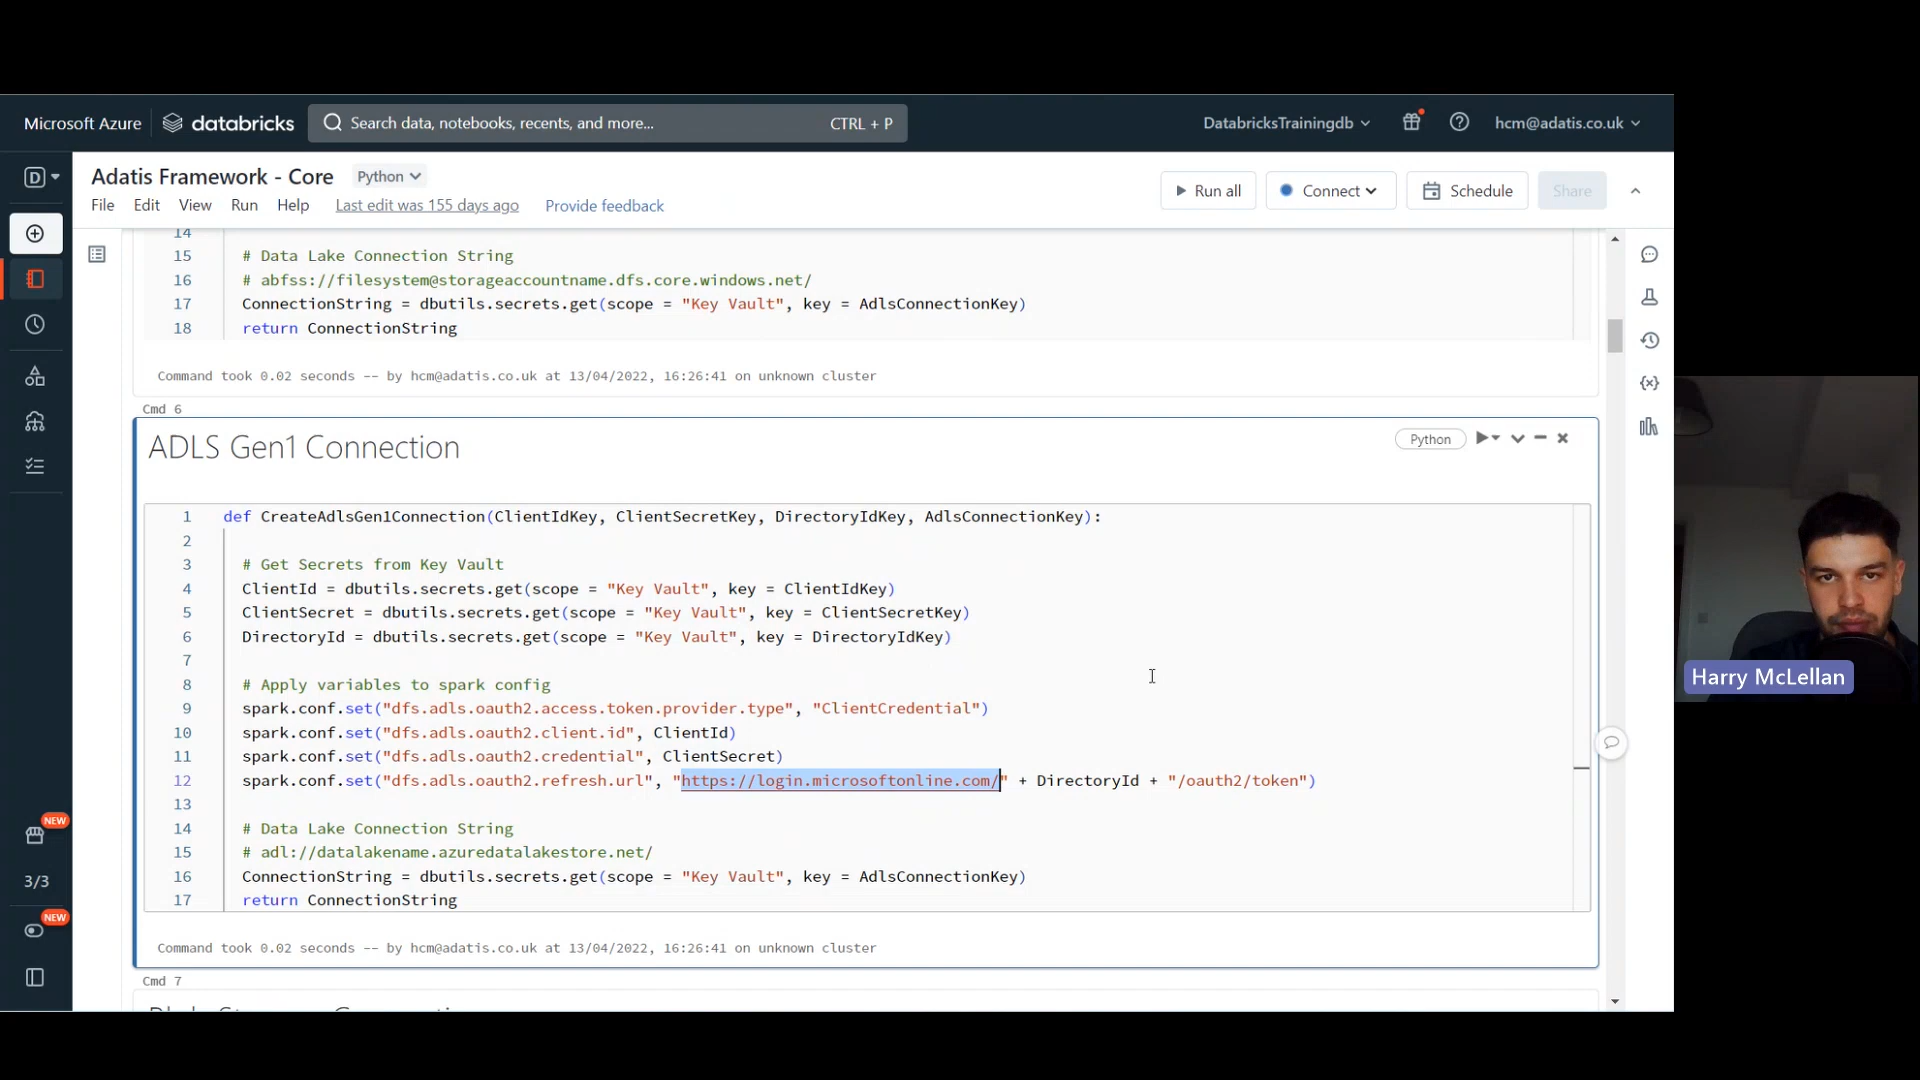 Microsoft Azure databricks Search data, notebooks, recents, and more... CTRL + P DatabricksTrainingdb hcm@adatis.co.uk
D
Adatis Framework - Core Python
File Edit View Run Help Last edit was 155 days ago Provide feedback
Run all Connect Schedule Share
14
15 # Data Lake Connection String
16 # abfss://filesystem@storageaccountname.dfs.core.windows.net/
17 ConnectionString = dbutils.secrets.get(scope = "Key Vault", key = AdlsConnectionKey)
18 return ConnectionString
Command took 0.02 seconds -- by hcm@adatis.co.uk at 13/04/2022, 16:26:41 on unknown cluster
Cmd 6
ADLS Gen1 Connection
Python
1 def CreateAdlsGen1Connection(ClientIdKey, ClientSecretKey, DirectoryIdKey, AdlsConnectionKey):
2
3 # Get Secrets from Key Vault
4 ClientId = dbutils.secrets.get(scope = "Key Vault", key = ClientIdKey)
5 ClientSecret = dbutils.secrets.get(scope = "Key Vault", key = ClientSecretKey)
6 DirectoryId = dbutils.secrets.get(scope = "Key Vault", key = DirectoryIdKey)
7
8 # Apply variables to spark config
9 spark.conf.set("dfs.adls.oauth2.access.token.provider.type", "ClientCredential")
10 spark.conf.set("dfs.adls.oauth2.client.id", ClientId)
11 spark.conf.set("dfs.adls.oauth2.credential", ClientSecret)
12 spark.conf.set("dfs.adls.oauth2.refresh.url", "https://login.microsoftonline.com/" + DirectoryId + "/oauth2/token")
13
14 # Data Lake Connection String
15 # adl://datalakename.azuredatalakestore.net/
16 ConnectionString = dbutils.secrets.get(scope = "Key Vault", key = AdlsConnectionKey)
17 return ConnectionString
Command took 0.02 seconds -- by hcm@adatis.co.uk at 13/04/2022, 16:26:41 on unknown cluster
Cmd 7
NEW
3/3
NEW
Harry McLellan